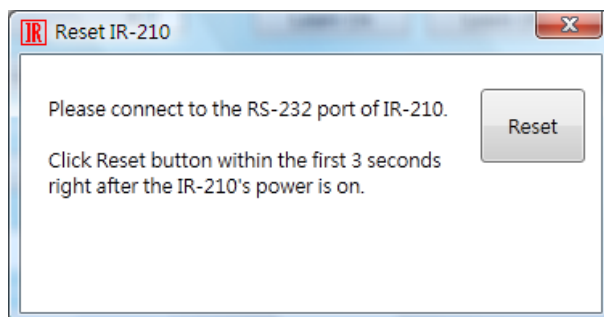 IR Reset IR-210
Please connect to the RS-232 port of IR-210.
Reset
Click Reset button within the first 3 seconds
right after the IR-210's power is on.